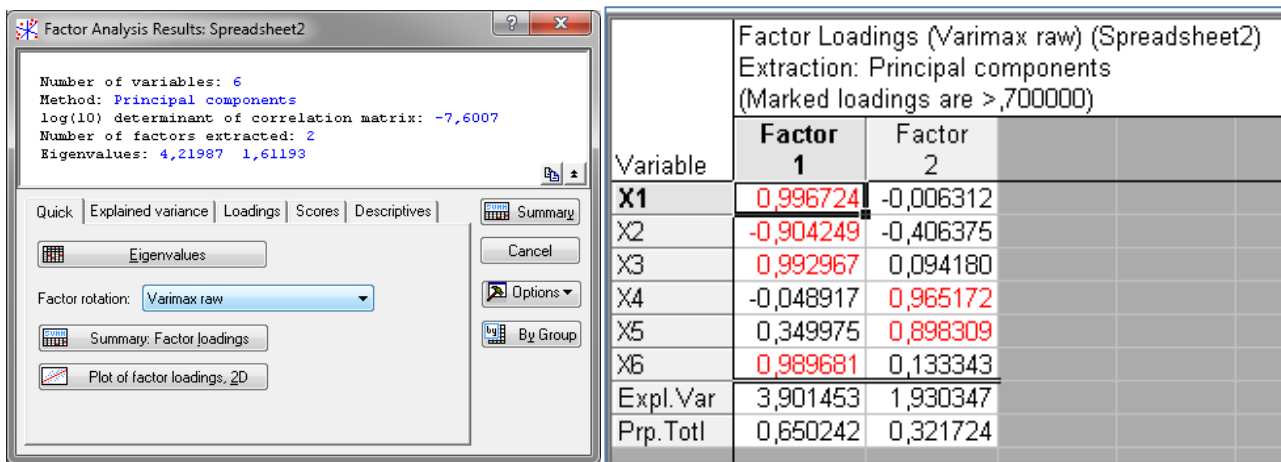 Factor Analysis Results: Spreadsheet2
Number of variables: 6
Method: Principal components
log(10) determinant of correlation matrix: -7,6007
Number of factors extracted: 2
Eigenvalues: 4,21987 1,61193
Quick Explained variance Loadings Scores Descriptives
Summary
Eigenvalues
Cancel
Factor rotation: Varimax raw
Options
Summary: Factor loadings
By Group
Plot of factor loadings, 2D
Factor Loadings (Varimax raw) (Spreadsheet2)
Extraction: Principal components
(Marked loadings are >,700000)
Variable Factor 1 Factor 2
X1 0,996724 -0,006312
X2 -0,904249 -0,406375
X3 0,992967 0,094180
X4 -0,048917 0,965172
X5 0,349975 0,898309
X6 0,989681 0,133343
Expl.Var 3,901453 1,930347
Prp.Totl 0,650242 0,321724